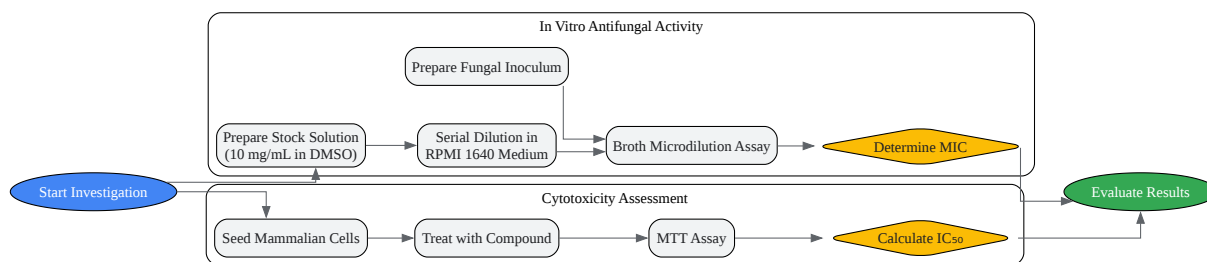 In Vitro Antifungal Activity
Prepare Fungal Inoculum
Prepare Stock Solution
(10 mg/mL in DMSO)
Serial Dilution in
RPMI 1640 Medium
Broth Microdilution Assay
Determine MIC
Start Investigation
Evaluate Results
Cytotoxicity Assessment
Seed Mammalian Cells
Treat with Compound
MTT Assay
Calculate IC₅₀